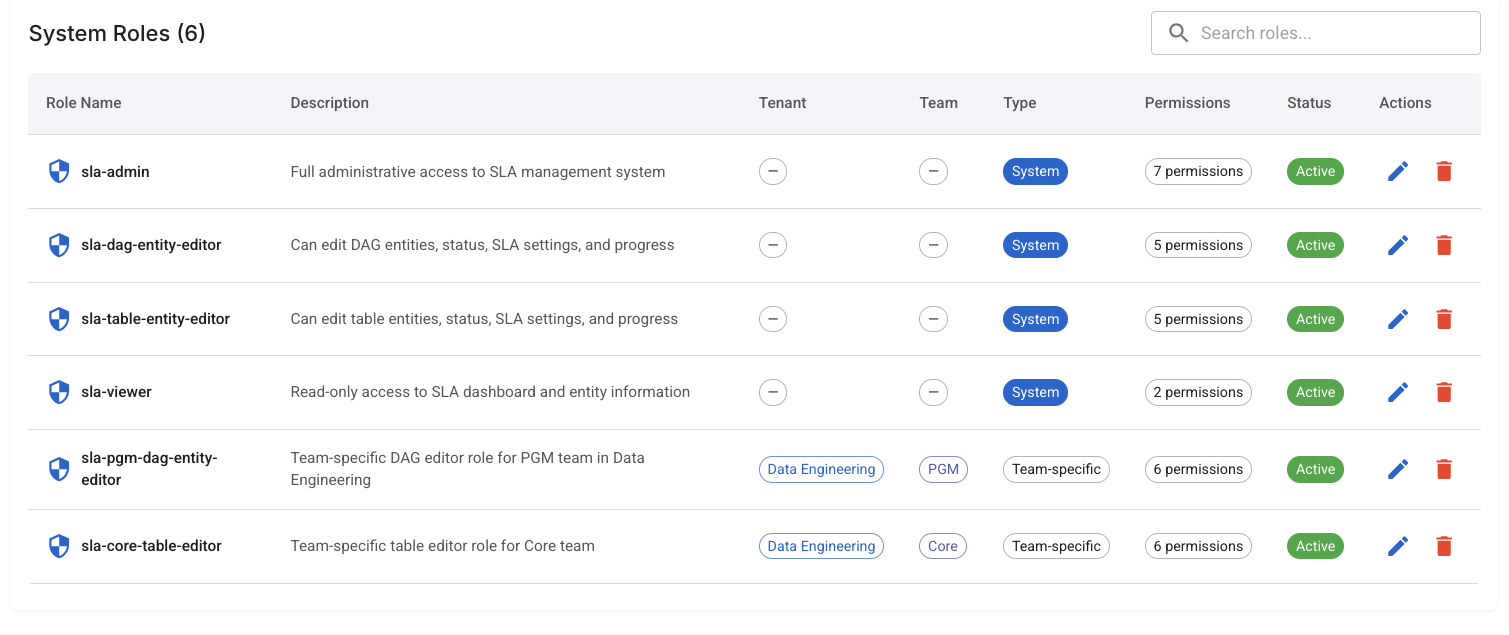 System Roles (6)
Search roles...
Role Name Description Tenant Team Type Permissions Status Actions
sla-admin Full administrative access to SLA management system – – System 7 permissions Active
sla-dag-entity-editor Can edit DAG entities, status, SLA settings, and progress – – System 5 permissions Active
sla-table-entity-editor Can edit table entities, status, SLA settings, and progress – – System 5 permissions Active
sla-viewer Read-only access to SLA dashboard and entity information – – System 2 permissions Active
sla-pgm-dag-entity-
editor
Team-specific DAG editor role for PGM team in Data
Engineering
Data Engineering PGM Team-specific 6 permissions Active
sla-core-table-editor Team-specific table editor role for Core team Data Engineering Core Team-specific 6 permissions Active